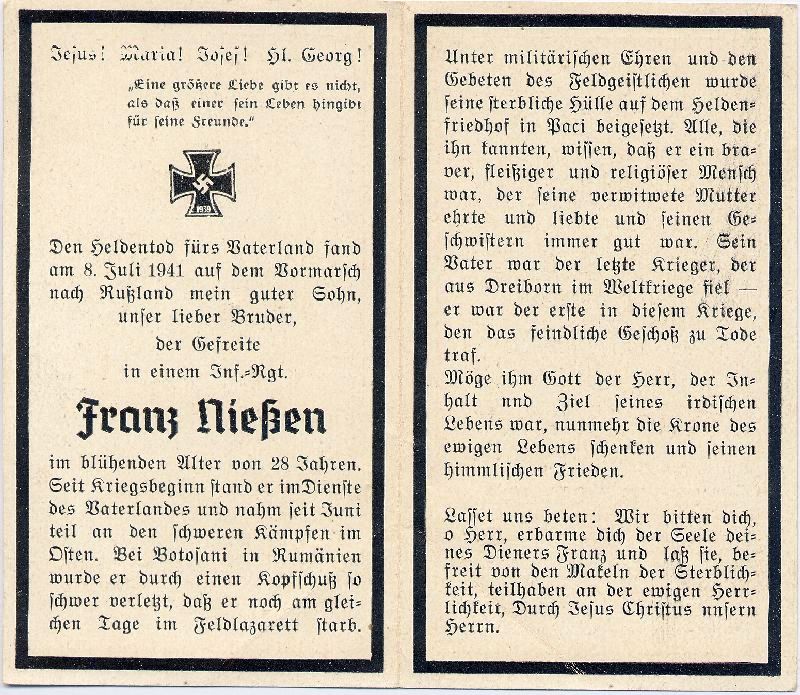 Jesus! Maria! Josef! Hl. Georg!
„Eine größere Liebe gibt es nicht,
als daß einer sein Leben hingibt
für seine Freunde.“
1939
Den Heldentod fürs Vaterland fand
am 8. Juli 1941 auf dem Vormarsch
nach Rußland mein guter Sohn,
unser lieber Bruder,
der Gefreite
in einem Inf.-Rgt.
Franz Nießen
im blühenden Alter von 28 Jahren.
Seit Kriegsbeginn stand er im Dienste
des Vaterlandes und nahm seit Juni
teil an den schweren Kämpfen im
Osten. Bei Botosani in Rumänien
wurde er durch einen Kopfschuß so
schwer verletzt, daß er noch am glei-
chen Tage im Feldlazarett starb.
Unter militärischen Ehren und den
Gebeten des Feldgeistlichen wurde
seine sterbliche Hülle auf dem Helden-
friedhof in Paci beigesetzt. Alle, die
ihn kannten, wissen, daß er ein bra-
ver, fleißiger und religiöser Mensch
war, der seine verwitwete Mutter
ehrte und liebte und seinen Ge-
schwistern immer gut war. Sein
Vater war der letzte Krieger, der
aus Dreiborn im Weltkriege fiel —
er war der erste in diesem Kriege,
den das feindliche Geschoß zu Tode
traf.
Möge ihm Gott der Herr, der In-
halt nnd Ziel seines irdischen
Lebens war, nunmehr die Krone des
ewigen Lebens schenken und seinen
himmlischen Frieden.
Lasset uns beten: Wir bitten dich,
o Herr, erbarme dich der Seele dei-
nes Dieners Franz und laß sie, be-
freit von den Makeln der Sterblich-
keit, teilhaben an der ewigen Herr-
lichkeit, Durch Jesus Christus nnsern
Herrn.